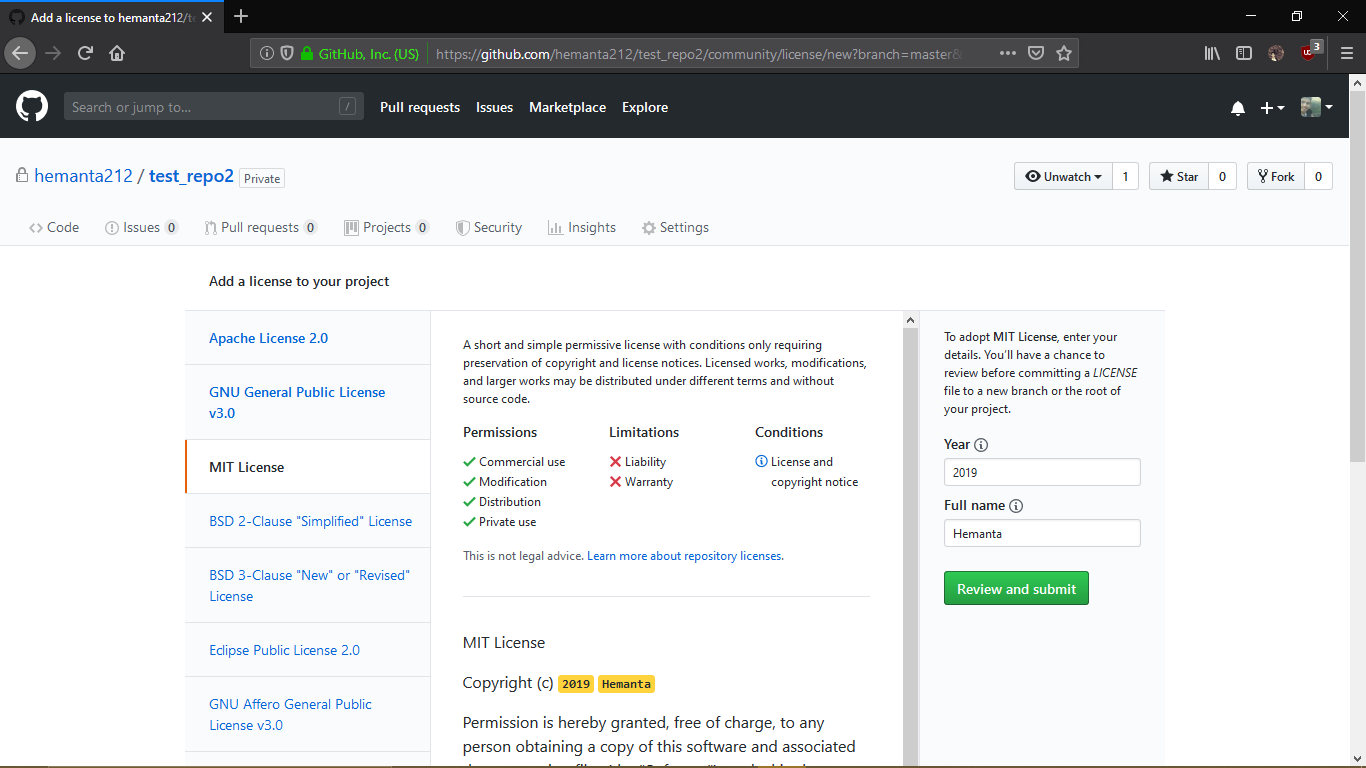 Add a license to hemanta212/te
GitHub, Inc. (US)
https://github.com/hemanta212/test_repo2/community/license/new?branch=master&
3
Search or jump to...
/
Pull requests
Issues
Marketplace
Explore
hemanta212 / test_repo2 Private
Unwatch 1
Star 0
Fork 0
Code
Issues 0
Pull requests 0
Projects 0
Security
Insights
Settings
Add a license to your project
Apache License 2.0
GNU General Public License
v3.0
MIT License
BSD 2-Clause "Simplified" License
BSD 3-Clause "New" or "Revised"
License
Eclipse Public License 2.0
GNU Affero General Public
License v3.0
A short and simple permissive license with conditions only requiring
preservation of copyright and license notices. Licensed works, modifications,
and larger works may be distributed under different terms and without
source code.
Permissions
Commercial use
Modification
Distribution
Private use
Limitations
Liability
Warranty
Conditions
License and
copyright notice
This is not legal advice. Learn more about repository licenses.
MIT License
Copyright (c) 2019 Hemanta
Permission is hereby granted, free of charge, to any
person obtaining a copy of this software and associated
To adopt MIT License, enter your
details. You'll have a chance to
review before committing a LICENSE
file to a new branch or the root of
your project.
Year
2019
Full name
Hemanta
Review and submit